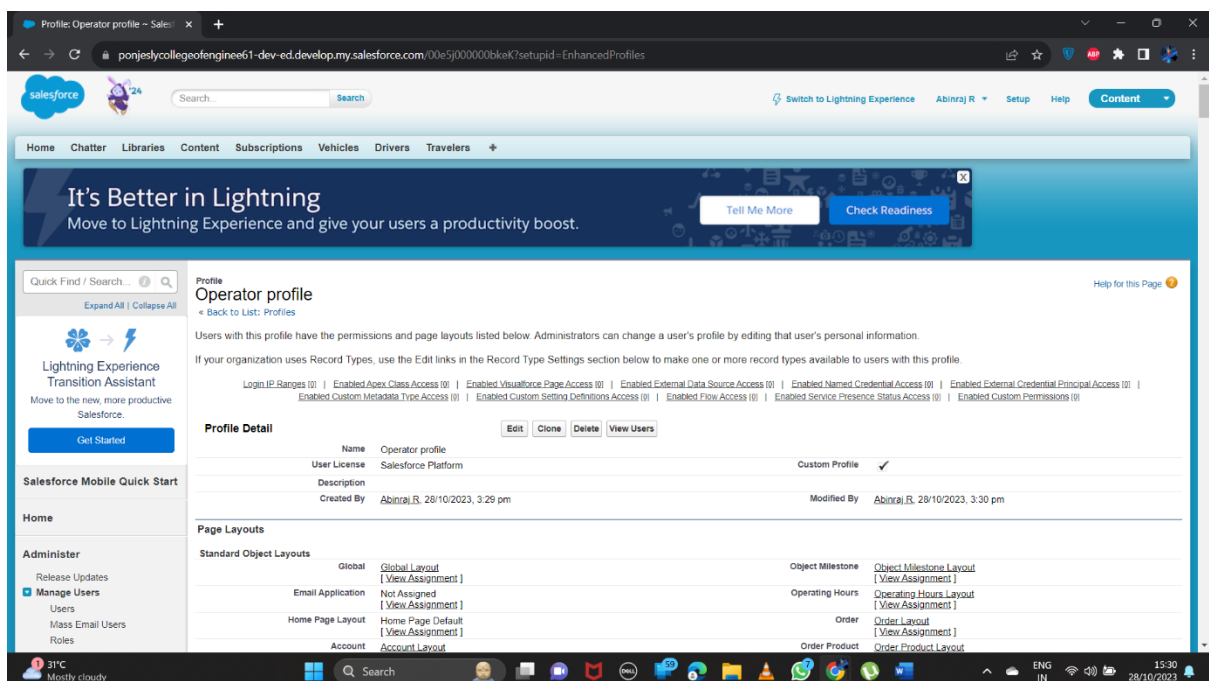 Profile: Operator profile ~ Sales
ponjeslycollegeofenginee61-dev-ed.develop.my.salesforce.com/00e5j000000bkeK?setupid=EnhancedProfiles
ABP
salesforce
'24
Search...
Search
Switch to Lightning Experience Abinraj R Setup Help Content
Home Chatter Libraries Content Subscriptions Vehicles Drivers Travelers +
It's Better in Lightning
Move to Lightning Experience and give your users a productivity boost.
Tell Me More Check Readiness
X
Quick Find / Search...
Expand All | Collapse All
Lightning Experience
Transition Assistant
Move to the new, more productive
Salesforce.
Get Started
Salesforce Mobile Quick Start
Home
Administer
Release Updates
Manage Users
Users
Mass Email Users
Roles
Profile
Operator profile
« Back to List: Profiles
Help for this Page
Users with this profile have the permissions and page layouts listed below. Administrators can change a user's profile by editing that user's personal information.
If your organization uses Record Types, use the Edit links in the Record Type Settings section below to make one or more record types available to users with this profile.
Login IP Ranges [0] | Enabled Apex Class Access [0] | Enabled Visualforce Page Access [0] | Enabled External Data Source Access [0] | Enabled Named Credential Access [0] | Enabled External Credential Principal Access [0] |
Enabled Custom Metadata Type Access [0] | Enabled Custom Setting Definitions Access [0] | Enabled Flow Access [0] | Enabled Service Presence Status Access [0] | Enabled Custom Permissions [0]
Profile Detail Edit Clone Delete View Users
Name Operator profile
User License Salesforce Platform Custom Profile ✓
Description
Created By Abinraj R, 28/10/2023, 3:29 pm Modified By Abinraj R, 28/10/2023, 3:30 pm
Page Layouts
Standard Object Layouts
Global Global Layout Object Milestone Object Milestone Layout
[ View Assignment ] [ View Assignment ]
Email Application Not Assigned Operating Hours Operating Hours Layout
[ View Assignment ] [ View Assignment ]
Home Page Layout Home Page Default Order Order Layout
[ View Assignment ] [ View Assignment ]
Account Account Layout Order Product Order Product Layout
1
31°C
Mostly cloudy
Search
DELL
59
7
ENG
IN
15:30
28/10/2023